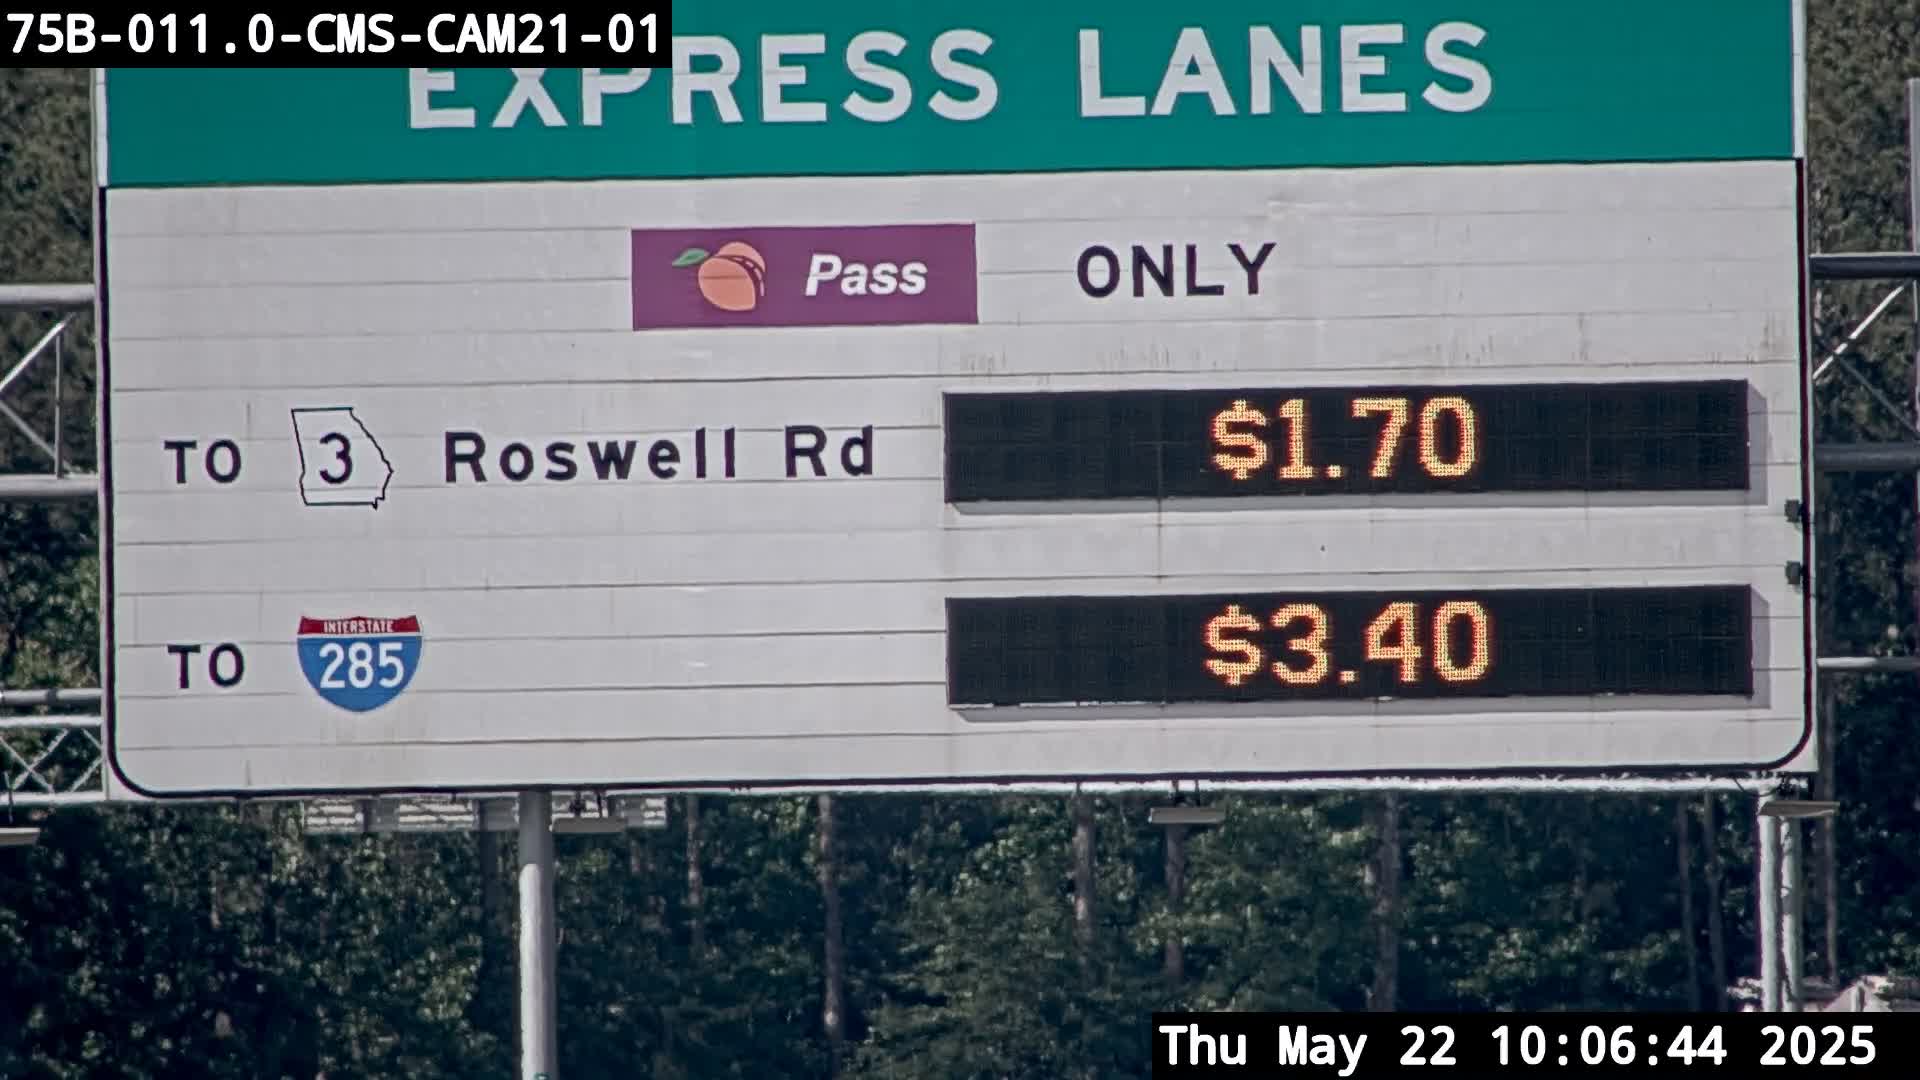 75B-011.0-CMS-CAM21-01
EXPRESS LANES
Pass ONLY
TO 3 Roswell Rd $1.70
INTERSTATE
TO 285 $3.40
Thu May 22 10:06:44 2025